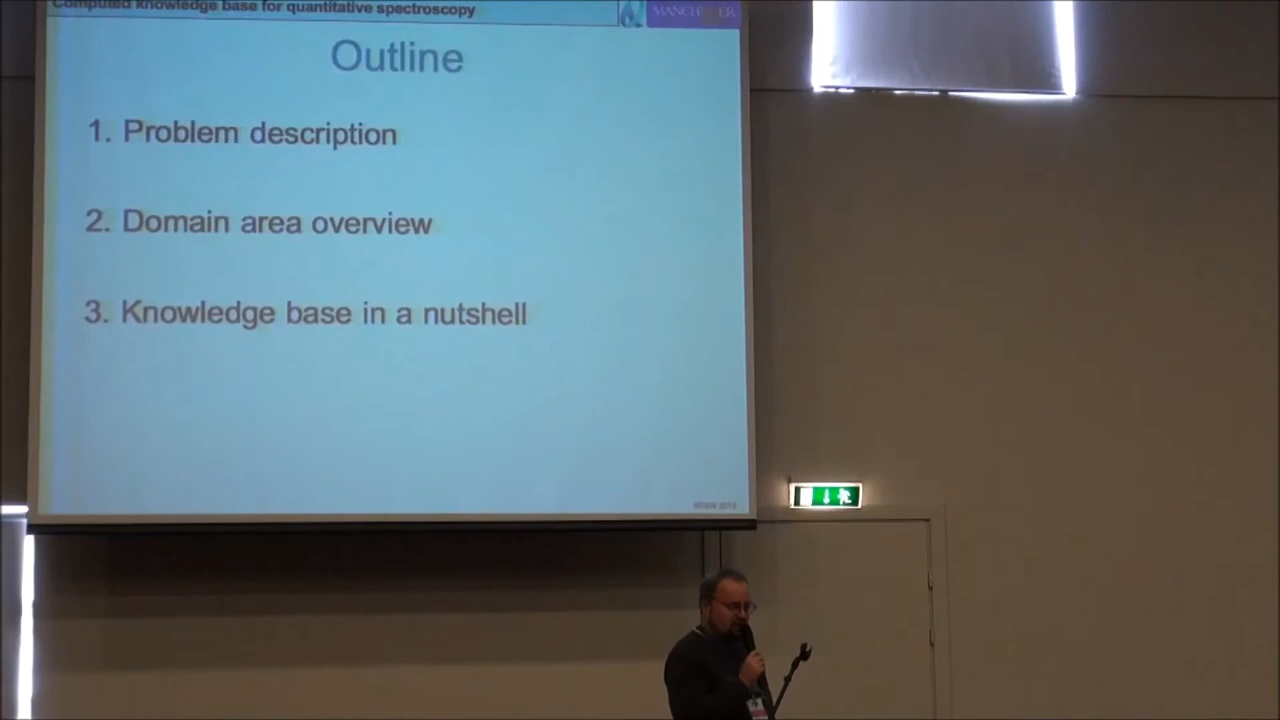 Computed knowledge base for quantitative spectroscopy
Outline
1. Problem description
2. Domain area overview
3. Knowledge base in a nutshell